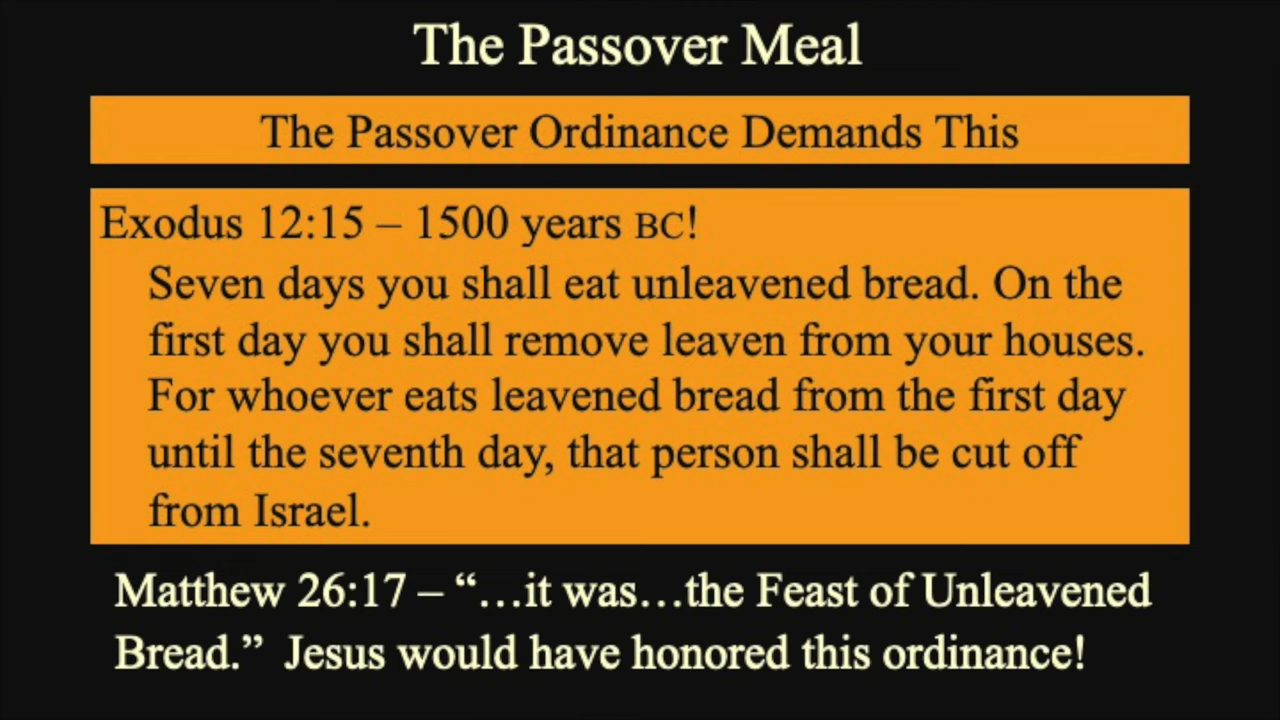 The Passover Meal
The Passover Ordinance Demands This
Exodus 12:15 – 1500 years BC!
Seven days you shall eat unleavened bread. On the
first day you shall remove leaven from your houses.
For whoever eats leavened bread from the first day
until the seventh day, that person shall be cut off
from Israel.
Matthew 26:17 – “…it was…the Feast of Unleavened
Bread.” Jesus would have honored this ordinance!